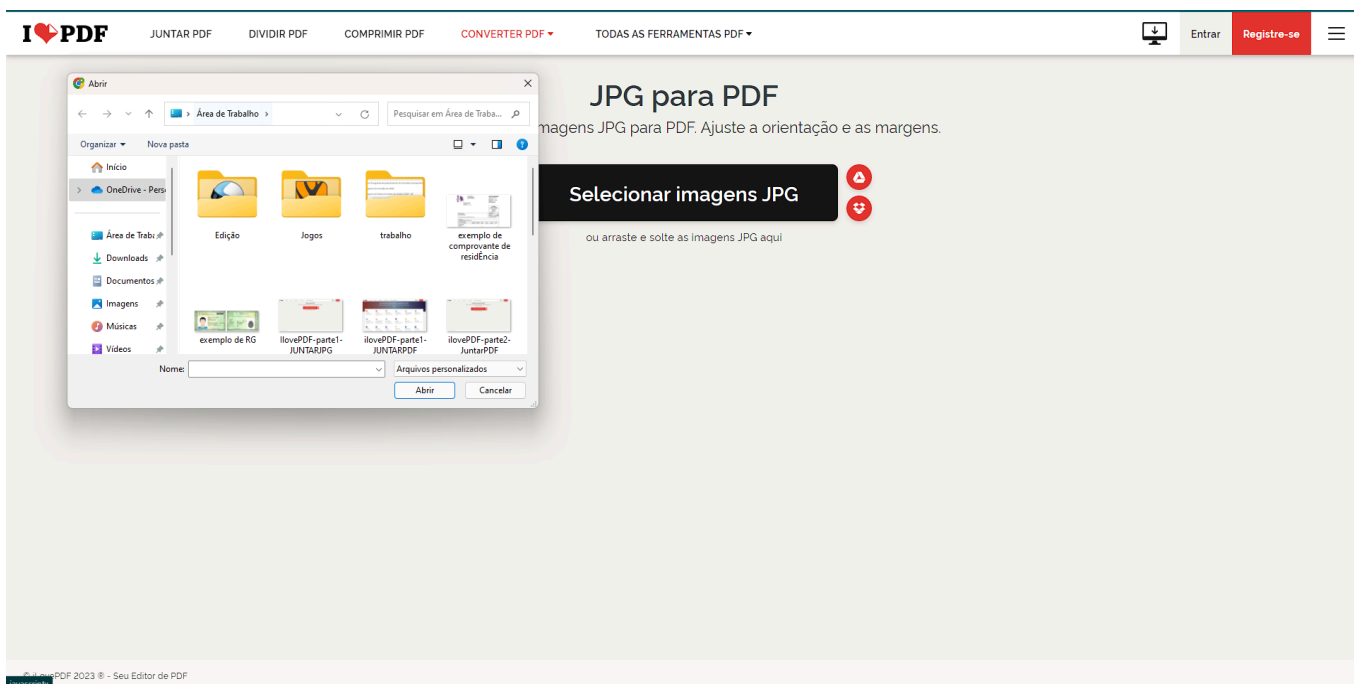 I PDF
JUNTAR PDF
DIVIDIR PDF
COMPRIMIR PDF
CONVERTER PDF
TODAS AS FERRAMENTAS PDF
Entrar
Registre-se
Abrir
Área de Trabalho
Pesquisar em Área de Traba...
Organizar
Nova pasta
Início
OneDrive - Perso
Área de Traba
Downloads
Documentos
Imagens
Músicas
Vídeos
Edição
Jogos
trabalho
exemplo de
comprovante de
residÊncia
exemplo de RG
IlovePDF-parte1-
JUNTARJPG
ilovePDF-parte1-
JUNTARPDF
ilovePDF-parte2-
JuntarPDF
Nome:
Arquivos personalizados
Abrir
Cancelar
JPG para PDF
magens JPG para PDF. Ajuste a orientação e as margens.
Selecionar imagens JPG
ou arraste e solte as imagens JPG aqui
© iLovePDF 2023 ® - Seu Editor de PDF